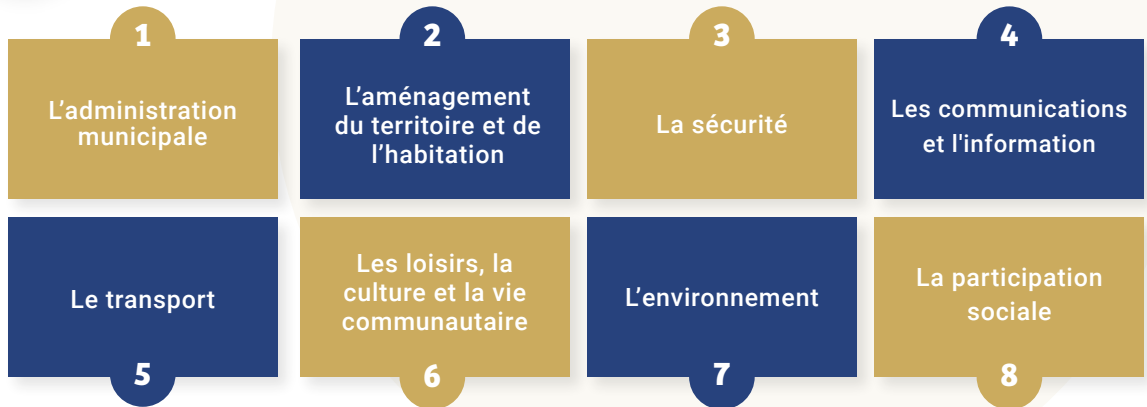 1
L’administration
municipale
2
L’aménagement
du territoire et de
l’habitation
3
La sécurité
4
Les communications
et l'information
Le transport
5
Les loisirs, la
culture et la vie
communautaire
6
L’environnement
7
La participation
sociale
8